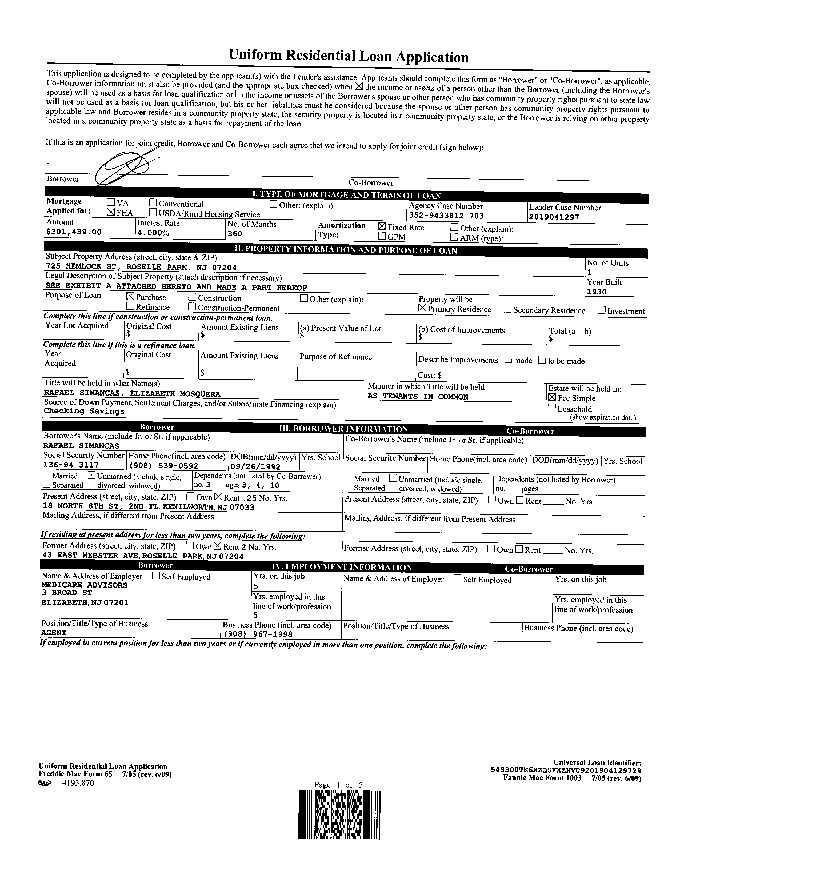 Uniform Residential Loan Application
This application is designed to be completed by the applicant(s) with the Lender's assistance. Applicants should complete this form as "Borrower" or "Co-Borrower", as applicable.
Co-Borrower information must also be provided (and the appropriate box checked) when ☒ the income or assets of a person other than the Borrower (including the Borrower's
spouse) will be used as a basis for loan qualification or ☐ the income or assets of the Borrower's spouse or other person who has community property rights pursuant to state law
will not be used as a basis for loan qualification, but his or her liabilities must be considered because the spouse or other person has community property rights pursuant to
applicable law and Borrower resides in a community property state, the security property is located in a community property state, or the Borrower is relying on other property
located in a community property state as a basis for repayment of the loan.
If this is an application for joint credit, Borrower and Co-Borrower each agree that we intend to apply for joint credit (sign below):
Borrower Co-Borrower
I. TYPE OF MORTGAGE AND TERMS OF LOAN
Mortgage Applied for: ☐ VA ☐ Conventional ☐ Other: (explain) Agency Case Number Lender Case Number
☒ FHA ☐ USDA/Rural Housing Service 352-9433812 703 2019041297
Amount Interest Rate No. of Months Amortization Type: ☒ Fixed Rate ☐ Other (explain):
$301,439.00 4.000% 360 ☐ GPM ☐ ARM (type):
II. PROPERTY INFORMATION AND PURPOSE OF LOAN
Subject Property Address (street, city, state & ZIP) No. of Units
725 HEMLOCK ST, ROSELLE PARK, NJ 07204 1
Legal Description of Subject Property (attach description if necessary) Year Built
SEE EXHIBIT A ATTACHED HERETO AND MADE A PART HEREOF 1930
Purpose of Loan ☒ Purchase ☐ Construction ☐ Other (explain): Property will be
☐ Refinance ☐ Construction-Permanent ☒ Primary Residence ☐ Secondary Residence ☐ Investment
Complete this line if construction or construction-permanent loan.
Year Lot Acquired Original Cost Amount Existing Liens (a) Present Value of Lot (b) Cost of Improvements Total (a + b)
$ $ $ $ $
Complete this line if this is a refinance loan.
Year Acquired Original Cost Amount Existing Liens Purpose of Refinance Describe Improvements ☐ made ☐ to be made
$ $ Cost: $
Title will be held in what Name(s) Manner in which Title will be held Estate will be held in:
RAFAEL SIMANCAS, ELIZABETH MOSQUERA AS TENANTS IN COMMON ☒ Fee Simple
Source of Down Payment, Settlement Charges, and/or Subordinate Financing (explain) ☐ Leasehold
Checking Savings (show expiration date)
Borrower III. BORROWER INFORMATION Co-Borrower
Borrower's Name (include Jr. or Sr. if applicable) Co-Borrower's Name (include Jr. or Sr. if applicable)
RAFAEL SIMANCAS
Social Security Number Home Phone(incl. area code) DOB(mm/dd/yyyy) Yrs. School Social Security Number Home Phone(incl. area code) DOB(mm/dd/yyyy) Yrs. School
136-94 3117 (908) 539-0592 /26/1982
Married Unmarried (include single, Dependents (not listed by Co-Borrower) Married ☐ Unmarried (include single, Dependents (not listed by Borrower)
Separated divorced, widowed) no. 3 ages 3, 4, 10 Separated divorced, widowed) no. ages
Present Address (street, city, state, ZIP) ☐ Own ☒ Rent .25 No. Yrs. Present Address (street, city, state, ZIP) ☐ Own ☐ Rent No. Yrs.
18 NORTH 8TH ST, 2ND FL KENILWORTH, NJ 07033
Mailing Address, if different from Present Address Mailing Address, if different from Present Address
If residing at present address for less than two years, complete the following:
Former Address (street, city, state, ZIP) ☐ Own ☒ Rent 2 No. Yrs. Former Address (street, city, state, ZIP) ☐ Own ☐ Rent No. Yrs.
43 EAST WEBSTER AVE, ROSELLE PARK, NJ 07204
Borrower IV. EMPLOYMENT INFORMATION Co-Borrower
Name & Address of Employer ☐ Self Employed Yrs. on this job Name & Address of Employer ☐ Self Employed Yrs. on this job
MEDICARE ADVISORS 5
3 BROAD ST Yrs. employed in this Yrs. employed in this
ELIZABETH, NJ 07201 line of work/profession line of work/profession
5
Position/Title/Type of Business Business Phone (incl. area code) Position/Title/Type of Business Business Phone (incl. area code)
AGENT (908) 967-1998
If employed in current position for less than two years or if currently employed in more than one position, complete the following:
Uniform Residential Loan Application Universal Loan Identifier:
Freddie Mac Form 65 7/05 (rev. 6/09)
Fannie Mae Form 1003 7/05 (rev. 6/09)
4193.870
Page 1 of 5